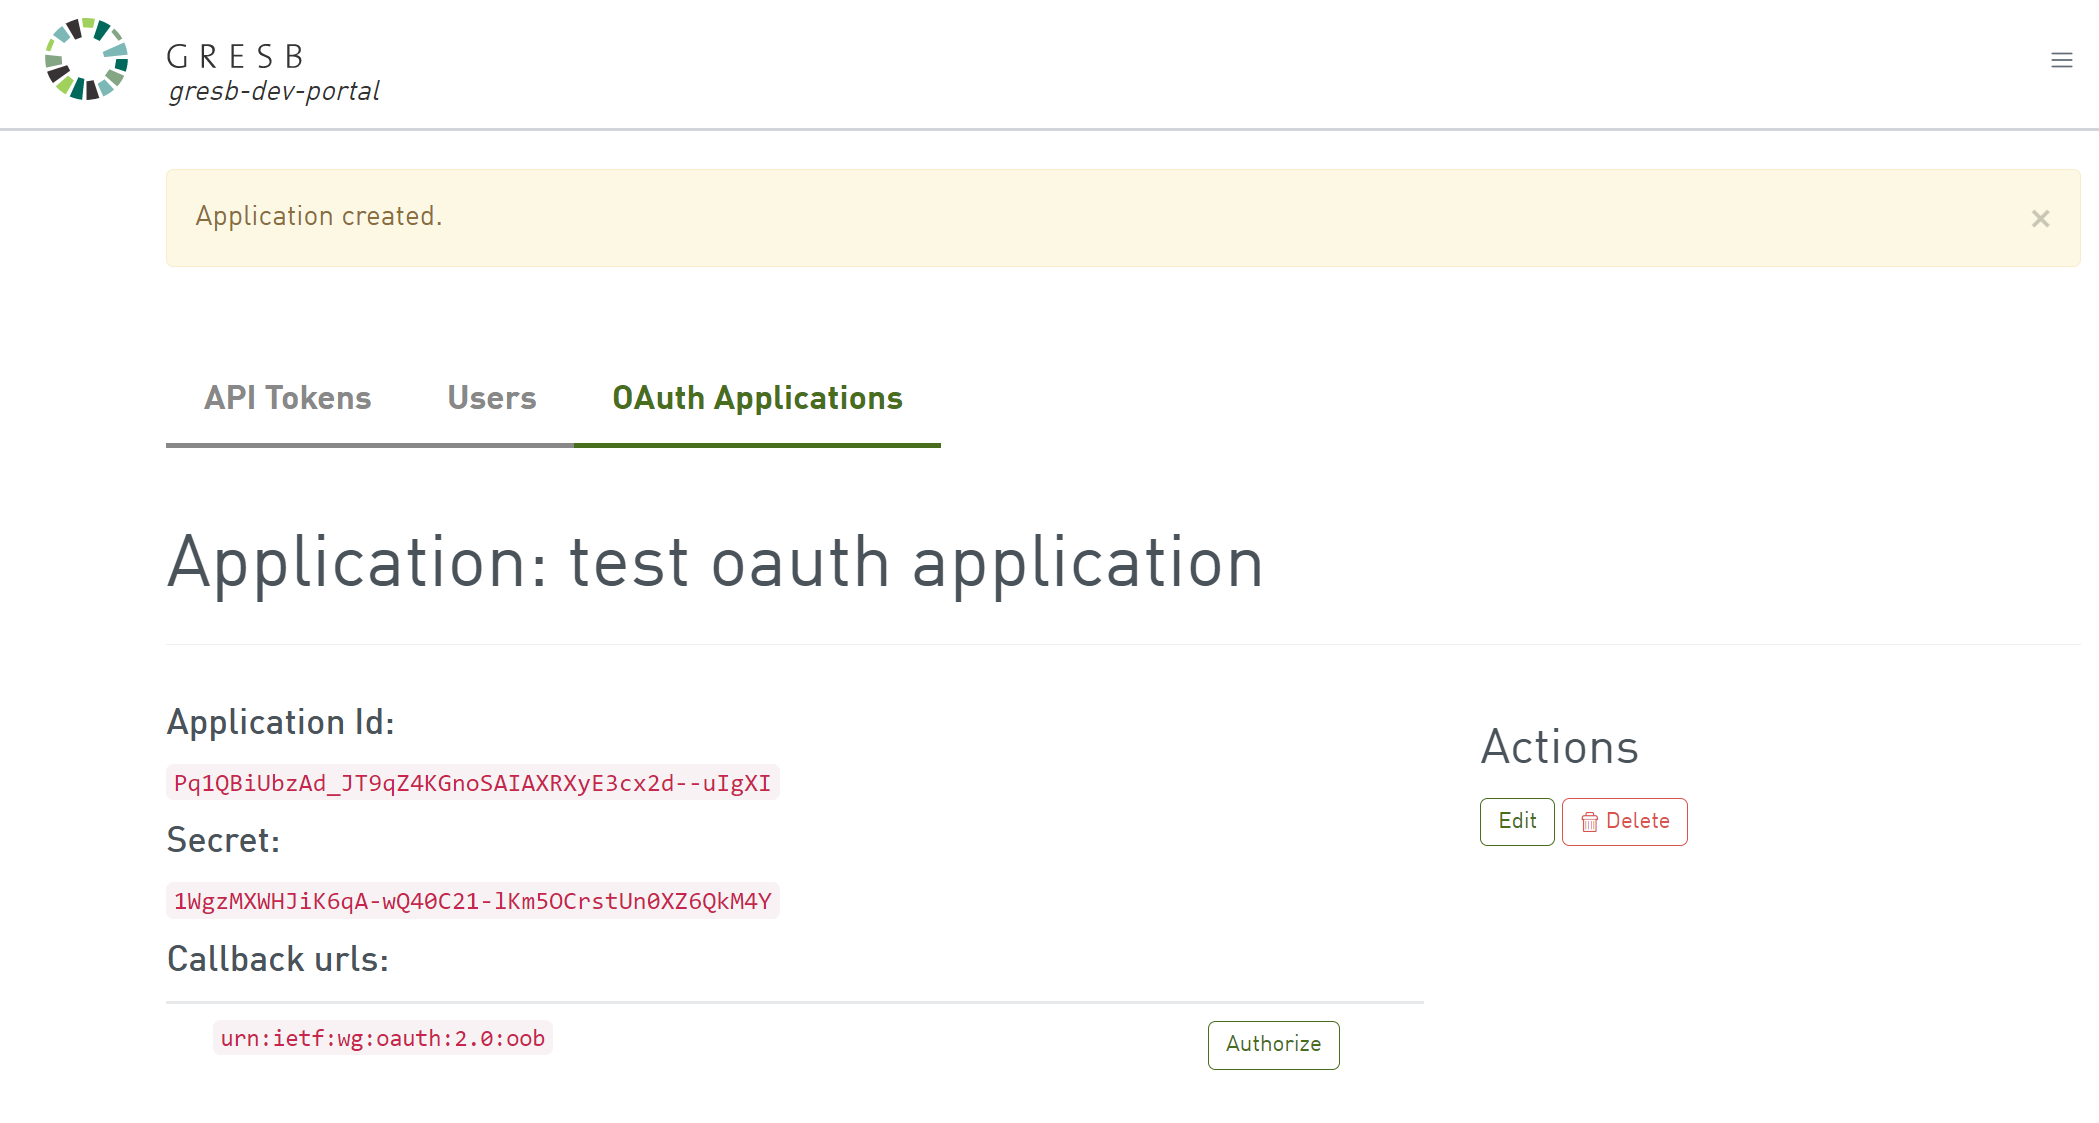 GRESB
gresb-dev-portal
Application created.
×
API Tokens Users OAuth Applications
Application: test oauth application
Application Id:
Pq1QBiUbzAd_JT9qZ4KGnoSAIAXRXyE3cx2d--uIgXI
Secret:
1WgzMXWHJiK6qA-wQ40C21-lKm5OCrstUn0XZ6QkM4Y
Callback urls:
urn:ietf:wg:oauth:2.0:oob Authorize
Actions
Edit Delete